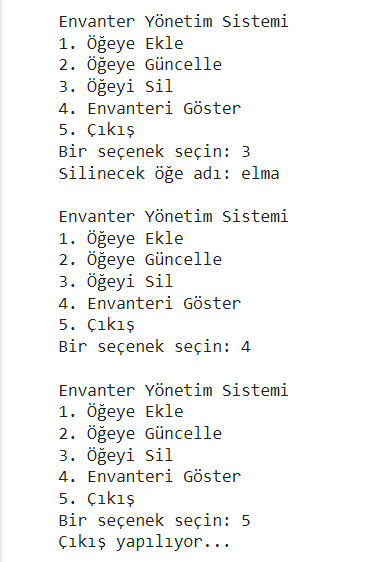 Envanter Yönetim Sistemi
1. Öğeye Ekle
2. Öğeye Güncelle
3. Öğeyi Sil
4. Envanteri Göster
5. Çıkış
Bir seçenek seçin: 3
Silinecek öğe adı: elma
Envanter Yönetim Sistemi
1. Öğeye Ekle
2. Öğeye Güncelle
3. Öğeyi Sil
4. Envanteri Göster
5. Çıkış
Bir seçenek seçin: 4
Envanter Yönetim Sistemi
1. Öğeye Ekle
2. Öğeye Güncelle
3. Öğeyi Sil
4. Envanteri Göster
5. Çıkış
Bir seçenek seçin: 5
Çıkış yapılıyor...